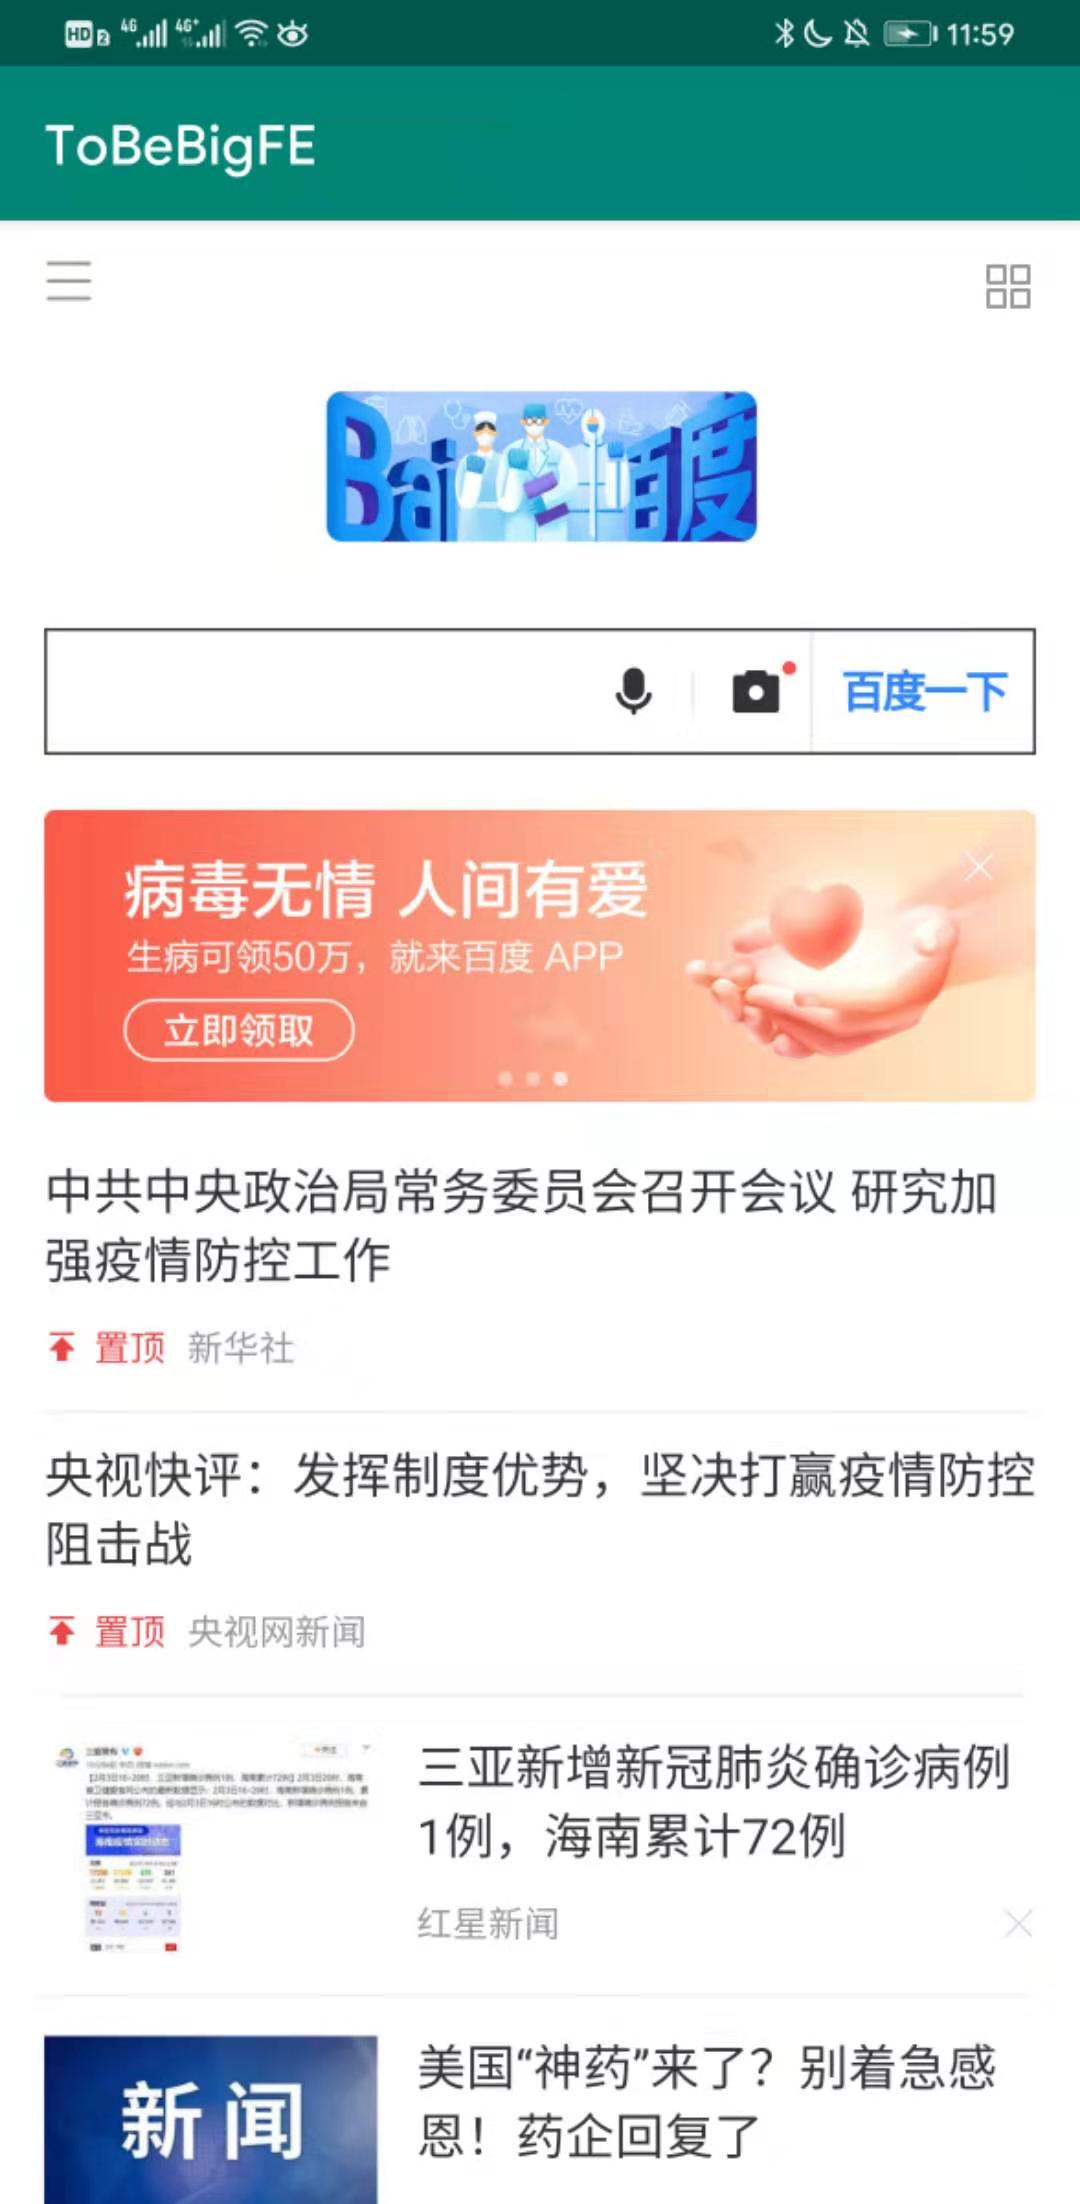 HD 2 4G 4G+ 11:59
ToBeBigFE
Bai 百度
百度一下
病毒无情 人间有爱
生病可领50万，就来百度 APP
立即领取
中共中央政治局常务委员会召开会议 研究加
强疫情防控工作
置顶 新华社
央视快评：发挥制度优势，坚决打赢疫情防控
阻击战
置顶 央视网新闻
三亚新增新冠肺炎确诊病例
1例，海南累计72例
红星新闻
新闻
美国“神药”来了？别着急感
恩！药企回复了